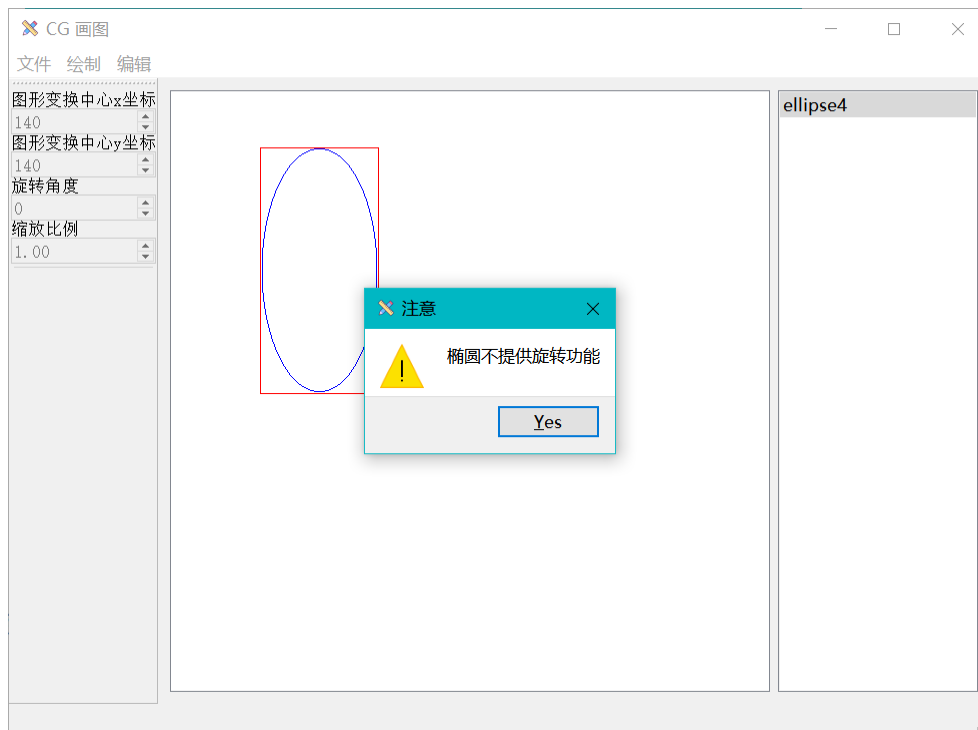 CG 画图
文件 绘制 编辑
图形变换中心x坐标
140
图形变换中心y坐标
140
旋转角度
0
缩放比例
1.00
ellipse4
注意
椭圆不提供旋转功能
Yes